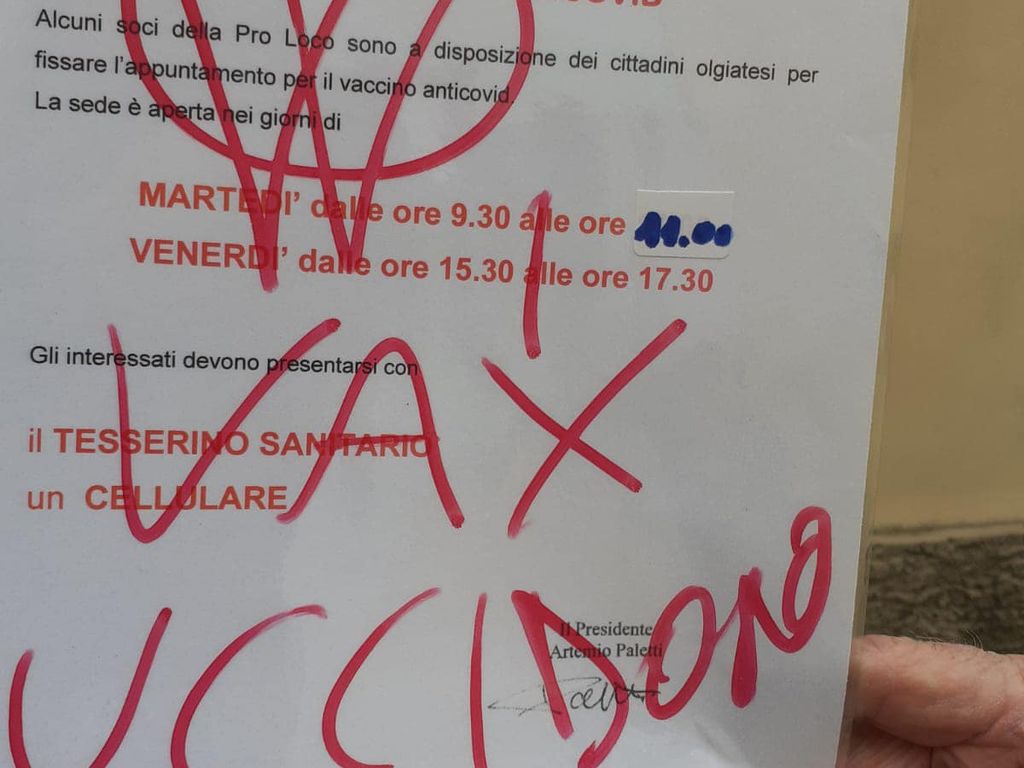 Alcuni soci della Pro Loco sono a disposizione dei cittadini olgiatesi per
fissare l'appuntamento per il vaccino anticovid.
La sede è aperta nei giorni di
MARTEDI' dalle ore 9.30 alle ore 11.00
VENERDI' dalle ore 15.30 alle ore 17.30
I
VAX
Gli interessati devono presentarsi con
il TESSERINO SANITARIO
un CELLULARE
UCCIDONO
Il Presidente
Artemio Paletti